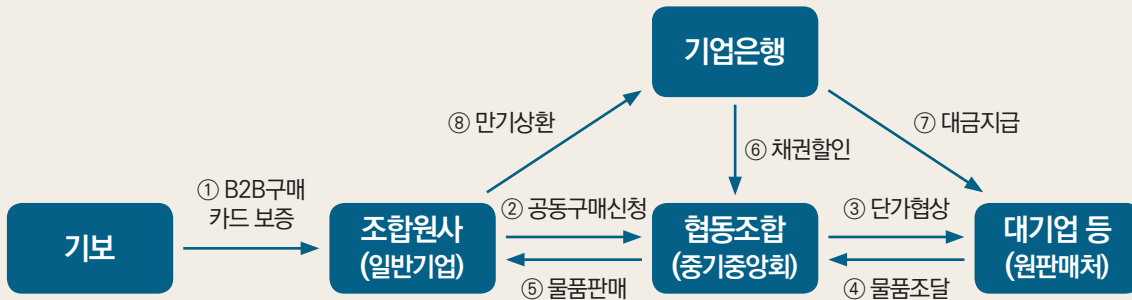 기업은행
⑧ 만기상환
⑦ 대금지급
⑥ 채권할인
① B2B구매
카드 보증
② 공동구매신청
③ 단가협상
기보
조합원사
(일반기업)
협동조합
(중기중앙회)
대기업 등
(원판매처)
⑤ 물품판매
④ 물품조달